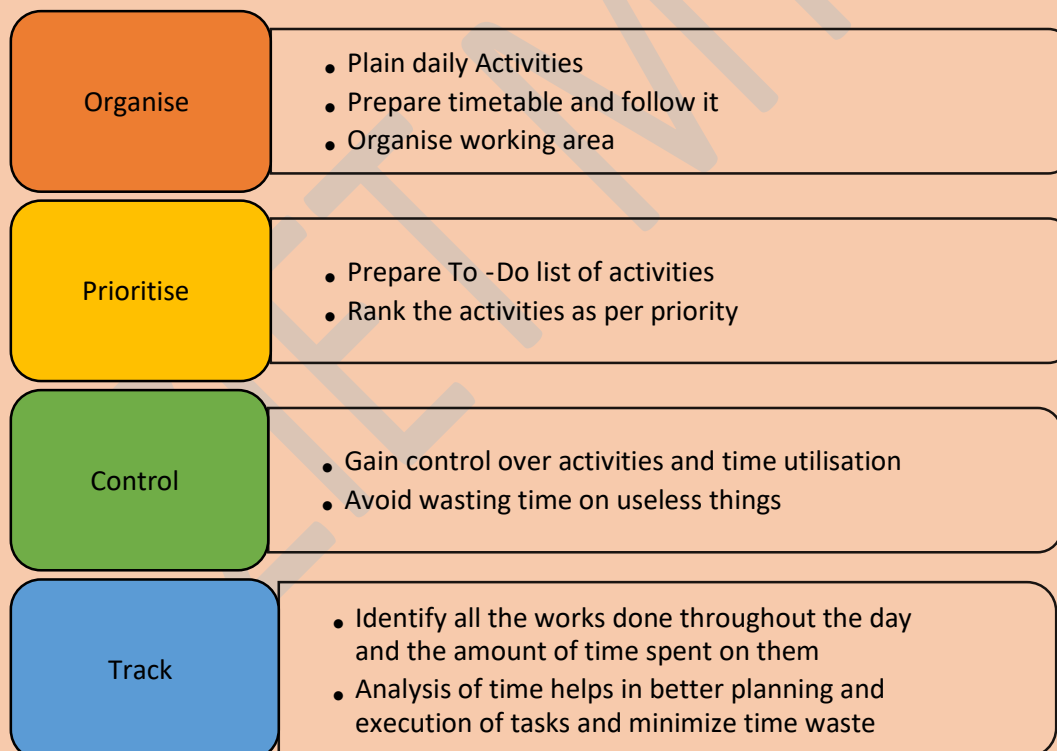 Organise
• Plain daily Activities
• Prepare timetable and follow it
• Organise working area
Prioritise
• Prepare To -Do list of activities
• Rank the activities as per priority
Control
• Gain control over activities and time utilisation
• Avoid wasting time on useless things
Track
• Identify all the works done throughout the day
and the amount of time spent on them
• Analysis of time helps in better planning and
execution of tasks and minimize time waste